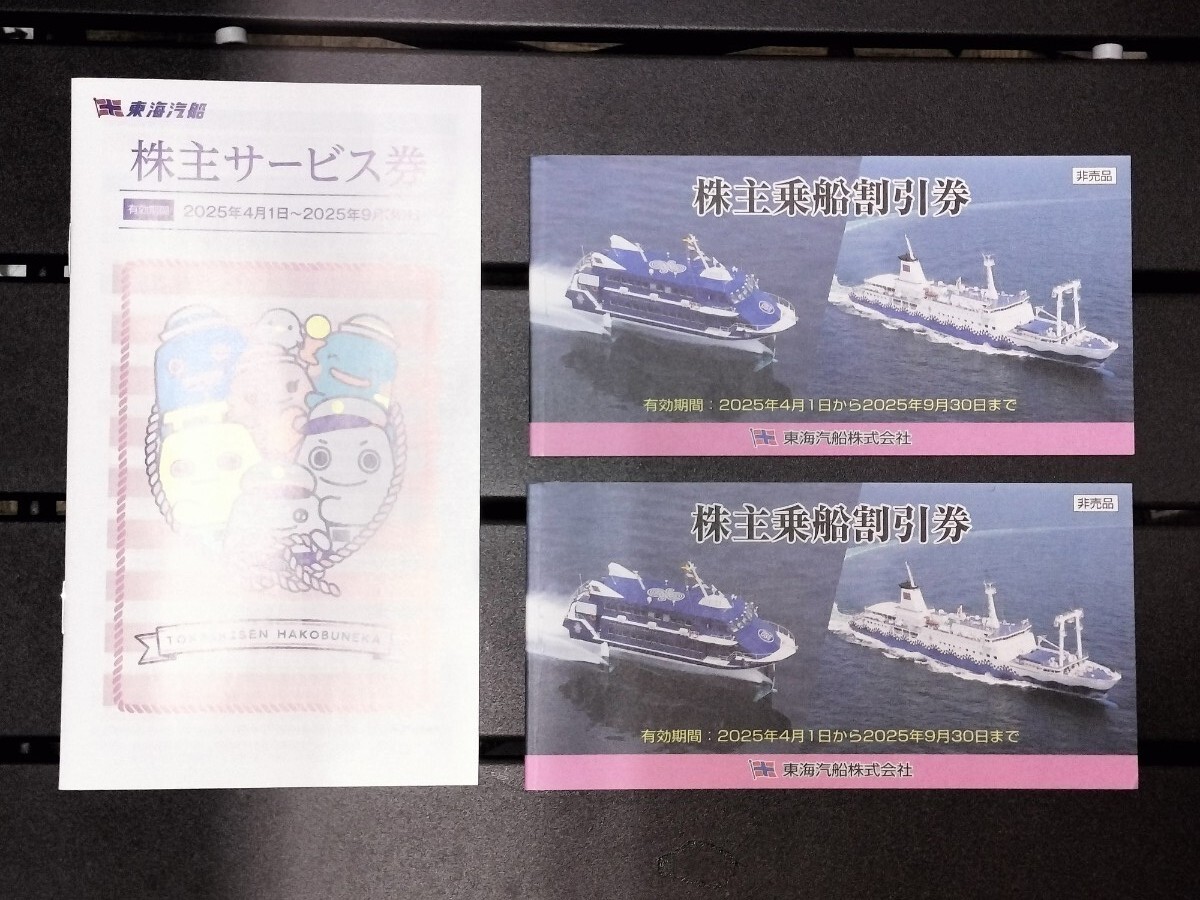 東海汽船
株主サービス券
有効期間 2025年4月1日～2025年9月
TOKAIKISEN HAKOBUNEKA
非売品
株主乗船割引券
有効期間：2025年4月1日から2025年9月30日まで
東海汽船株式会社
非売品
株主乗船割引券
有効期間：2025年4月1日から2025年9月30日まで
東海汽船株式会社